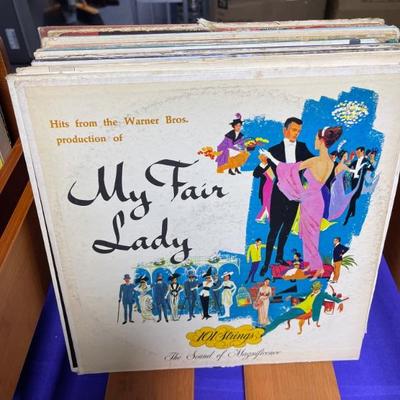 Hits from the Warner Bros.
production of
My Fair
Lady
101 Strings
The Sound of Magnificence